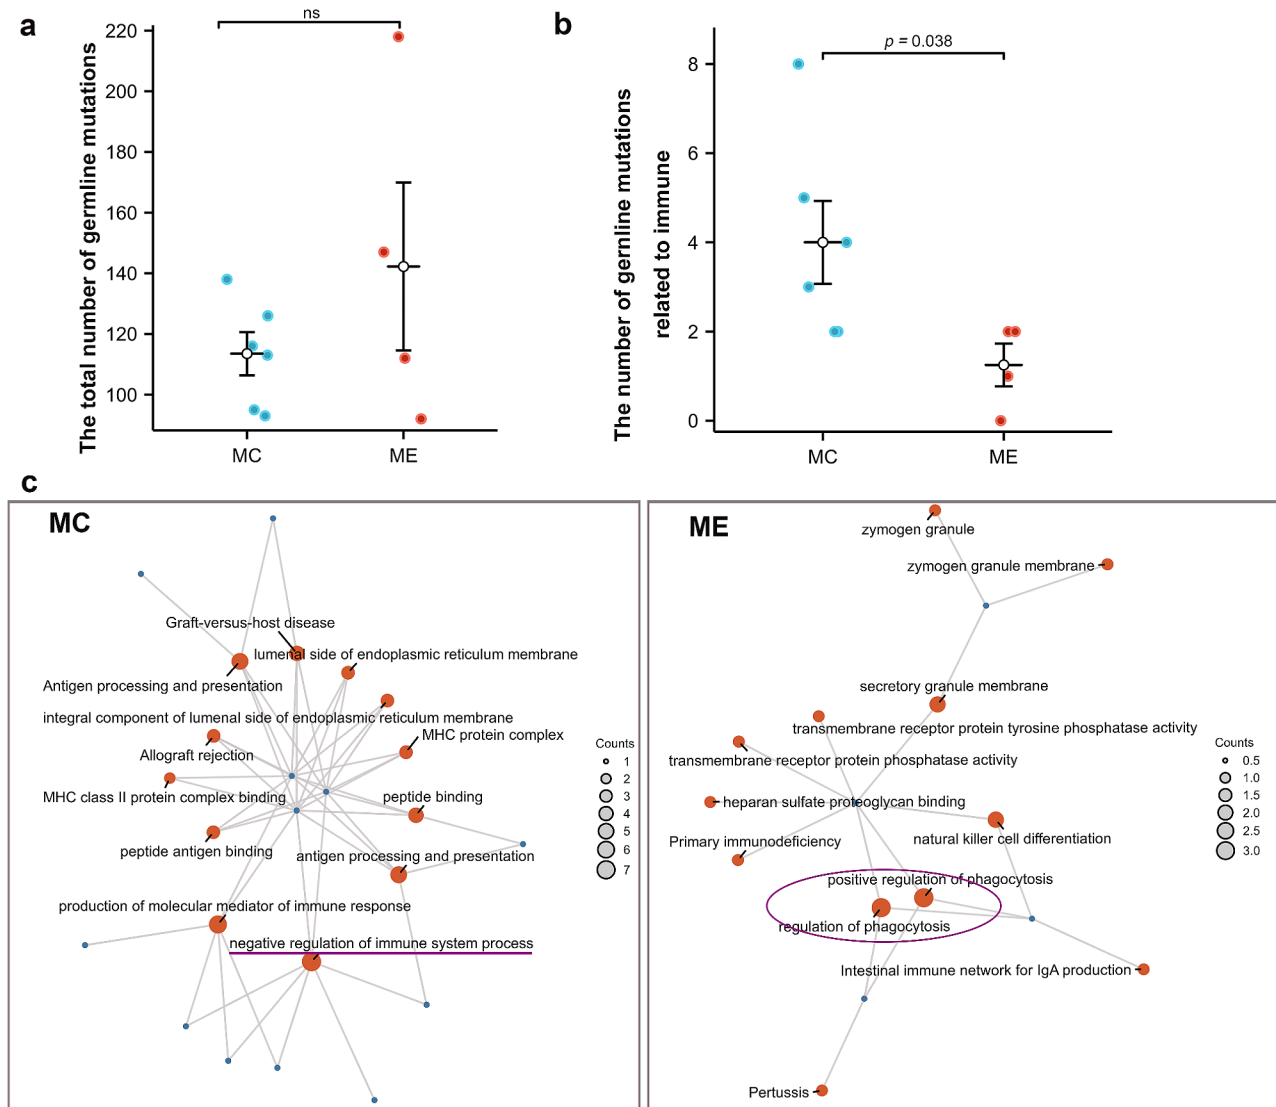 a
ns
The total number of germline mutations
220
200
180
160
140
120
100
MC
ME
b
p = 0.038
The number of gernline mutations
related to immune
8
6
4
2
0
MC
ME
c
MC
Graft-versus-host disease
lumenal side of endoplasmic reticulum membrane
Antigen processing and presentation
integral component of lumenal side of endoplasmic reticulum membrane
MHC protein complex
Allograft rejection
MHC class II protein complex binding
peptide binding
peptide antigen binding
antigen processing and presentation
production of molecular mediator of immune response
negative regulation of immune system process
Counts
1
2
3
4
5
6
7
ME
zymogen granule
zymogen granule membrane
secretory granule membrane
transmembrane receptor protein tyrosine phosphatase activity
transmembrane receptor protein phosphatase activity
heparan sulfate proteoglycan binding
Primary immunodeficiency
natural killer cell differentiation
positive regulation of phagocytosis
regulation of phagocytosis
Intestinal immune network for IgA production
Pertussis
Counts
0.5
1.0
1.5
2.0
2.5
3.0